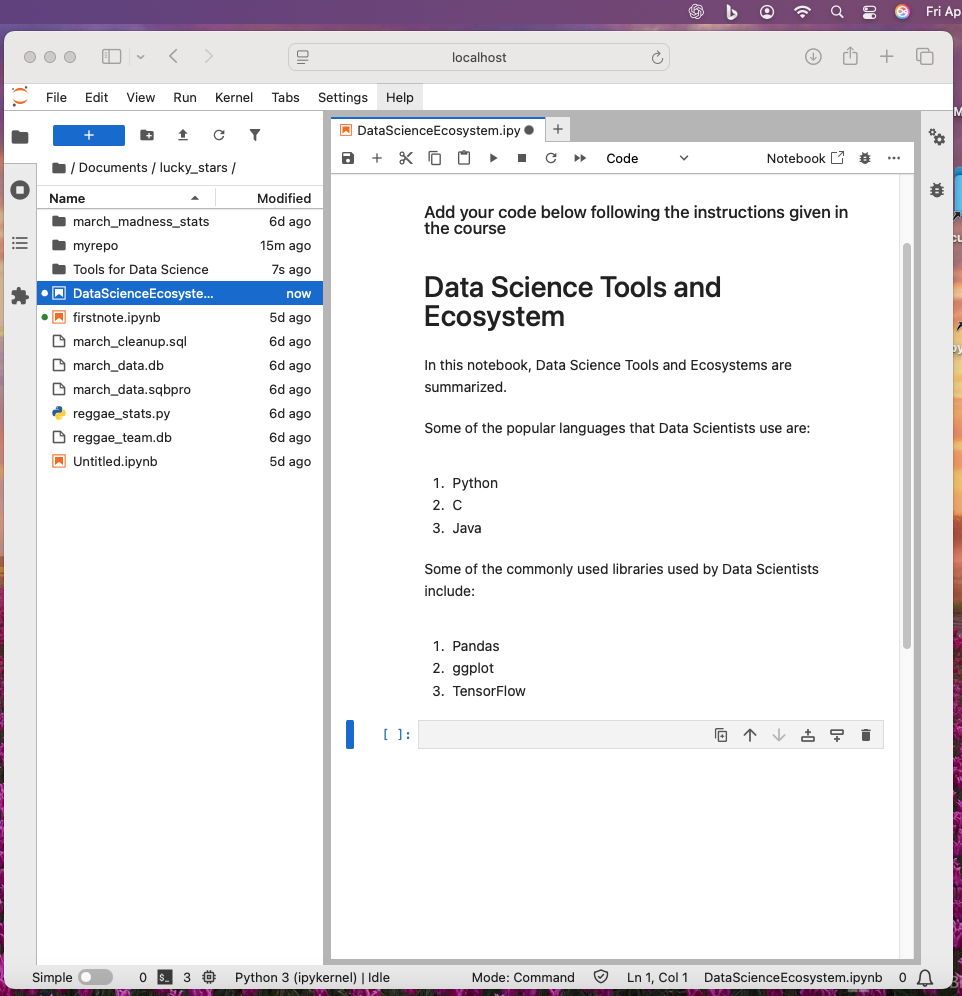 Fri Ap
localhost
File Edit View Run Kernel Tabs Settings Help
/ Documents / lucky_stars /
Name Modified
march_madness_stats 6d ago
myrepo 15m ago
Tools for Data Science 7s ago
DataScienceEcosyste... now
firstnote.ipynb 5d ago
march_cleanup.sql 6d ago
march_data.db 6d ago
march_data.sqbpro 6d ago
reggae_stats.py 6d ago
reggae_team.db 6d ago
Untitled.ipynb 5d ago
DataScienceEcosystem.ipy
Code Notebook
Add your code below following the instructions given in
the course
Data Science Tools and
Ecosystem
In this notebook, Data Science Tools and Ecosystems are
summarized.
Some of the popular languages that Data Scientists use are:
1. Python
2. C
3. Java
Some of the commonly used libraries used by Data Scientists
include:
1. Pandas
2. ggplot
3. TensorFlow
[ ]:
Simple 0 $_ 3 Python 3 (ipykernel) | Idle Mode: Command Ln 1, Col 1 DataScienceEcosystem.ipynb 0